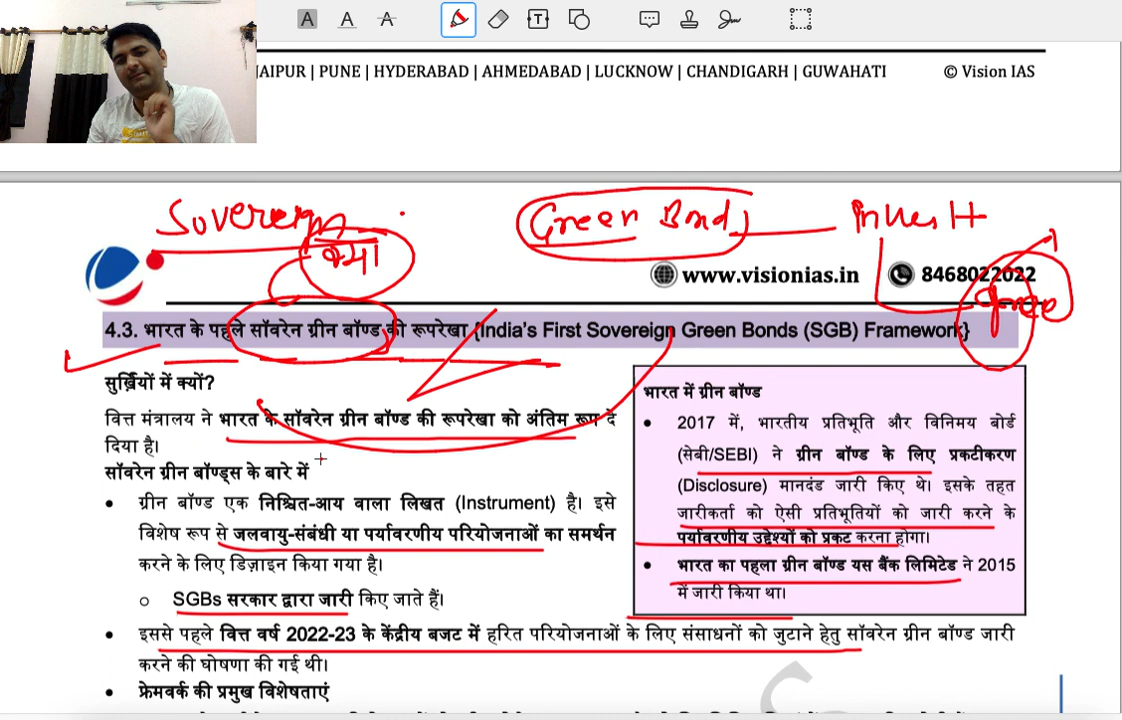 A A A T
JAIPUR | PUNE | HYDERABAD | AHMEDABAD | LUCKNOW | CHANDIGARH | GUWAHATI © Vision IAS
Sovereign Green Bond Invest
क्या
www.visionias.in 8468022022
Gree
4.3. भारत के पहले सॉवरेन ग्रीन बॉण्ड की रूपरेखा {India's First Sovereign Green Bonds (SGB) Framework}
सुर्ख़ियों में क्यों?
वित्त मंत्रालय ने भारत के सॉवरेन ग्रीन बॉण्ड की रूपरेखा को अंतिम रूप दे
दिया है।
सॉवरेन ग्रीन बॉण्ड्स के बारे में
• ग्रीन बॉण्ड एक निश्चित-आय वाला लिखत (Instrument) है। इसे
विशेष रूप से जलवायु-संबंधी या पर्यावरणीय परियोजनाओं का समर्थन
करने के लिए डिज़ाइन किया गया है।
o SGBs सरकार द्वारा जारी किए जाते हैं।
भारत में ग्रीन बॉण्ड
• 2017 में, भारतीय प्रतिभूति और विनिमय बोर्ड
(सेबी/SEBI) ने ग्रीन बॉण्ड के लिए प्रकटीकरण
(Disclosure) मानदंड जारी किए थे। इसके तहत
जारीकर्ता को ऐसी प्रतिभूतियों को जारी करने के
पर्यावरणीय उद्देश्यों को प्रकट करना होगा।
• भारत का पहला ग्रीन बॉण्ड यस बैंक लिमिटेड ने 2015
में जारी किया था।
• इससे पहले वित्त वर्ष 2022-23 के केंद्रीय बजट में हरित परियोजनाओं के लिए संसाधनों को जुटाने हेतु सॉवरेन ग्रीन बॉण्ड जारी
करने की घोषणा की गई थी।
• फ्रेमवर्क की प्रमुख विशेषताएं